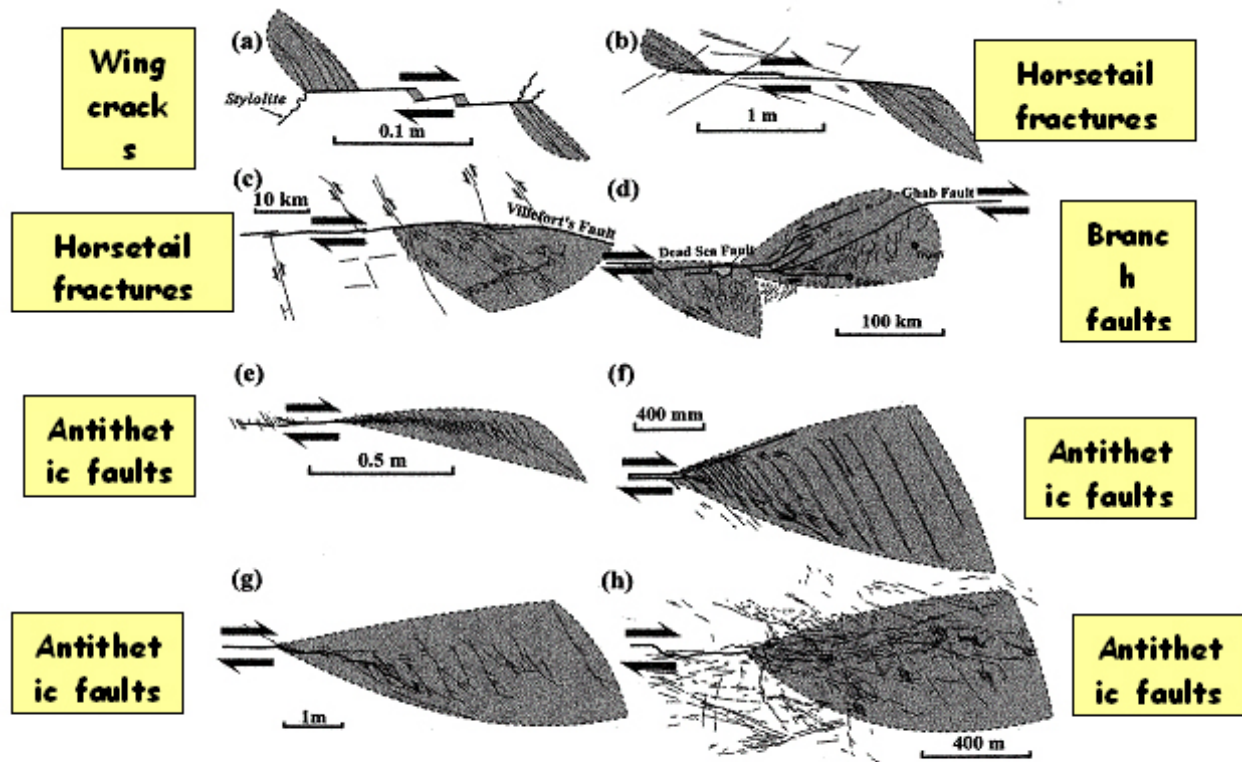 Wing
crack
s
(a)
Stylolite
0.1 m
(b)
1 m
Horsetail
fractures
Horsetail
fractures
(c)
10 km
Villefort's Fault
(d)
Ghab Fault
Dead Sea Fault
100 km
Branc
h
faults
Antithet
ic faults
(e)
0.5 m
(f)
400 mm
Antithet
ic faults
Antithet
ic faults
(g)
1m
(h)
400 m
Antithet
ic faults